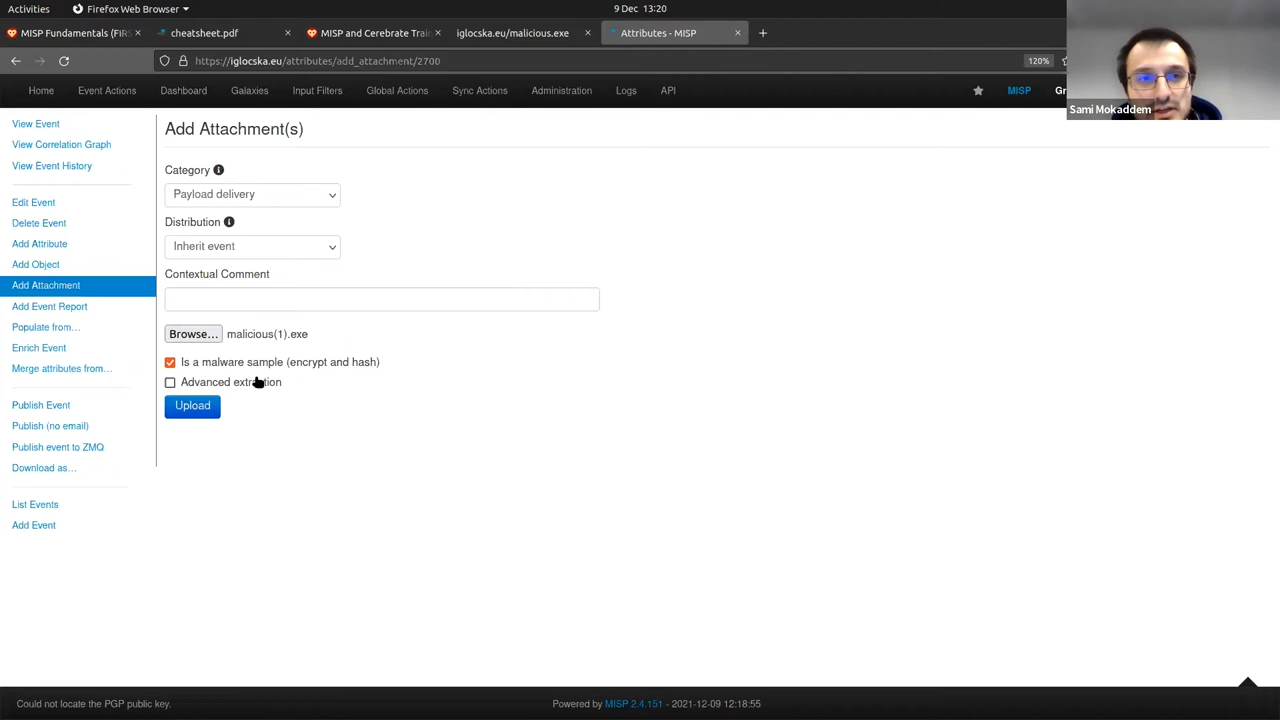 Activities
Firefox Web Browser
9 Dec 13:20
MISP Fundamentals (FIRS
cheatsheet.pdf
MISP and Cerebrate Train
iglocska.eu/malicious.exe
Attributes - MISP
https://iglocska.eu/attributes/add_attachment/2700
120%
Home
Event Actions
Dashboard
Galaxies
Input Filters
Global Actions
Sync Actions
Administration
Logs
API
MISP
Gr
Sami Mokaddem
View Event
View Correlation Graph
View Event History
Edit Event
Delete Event
Add Attribute
Add Object
Add Attachment
Add Event Report
Populate from...
Enrich Event
Merge attributes from...
Publish Event
Publish (no email)
Publish event to ZMQ
Download as...
List Events
Add Event
Add Attachment(s)
Category
Payload delivery
Distribution
Inherit event
Contextual Comment
Browse... malicious(1).exe
Is a malware sample (encrypt and hash)
Advanced extraction
Upload
Could not locate the PGP public key.
Powered by MISP 2.4.151 - 2021-12-09 12:18:55